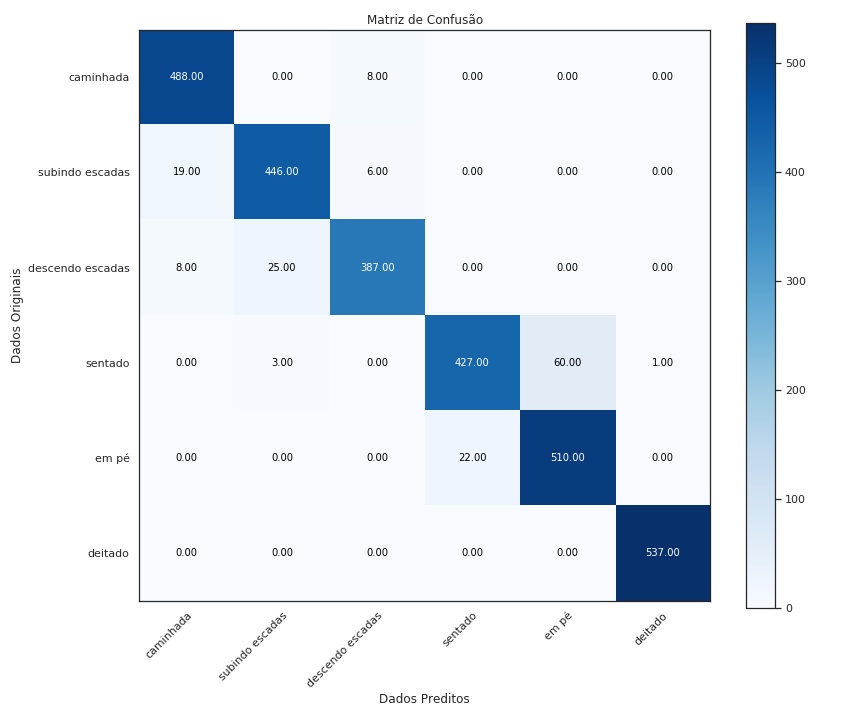 Matriz de Confusão
Dados Originais
caminhada 488.00 0.00 8.00 0.00 0.00 0.00
subindo escadas 19.00 446.00 6.00 0.00 0.00 0.00
descendo escadas 8.00 25.00 387.00 0.00 0.00 0.00
sentado 0.00 3.00 0.00 427.00 60.00 1.00
em pé 0.00 0.00 0.00 22.00 510.00 0.00
deitado 0.00 0.00 0.00 0.00 0.00 537.00
caminhada subindo escadas descendo escadas sentado em pé deitado
Dados Preditos
500
400
300
200
100
0